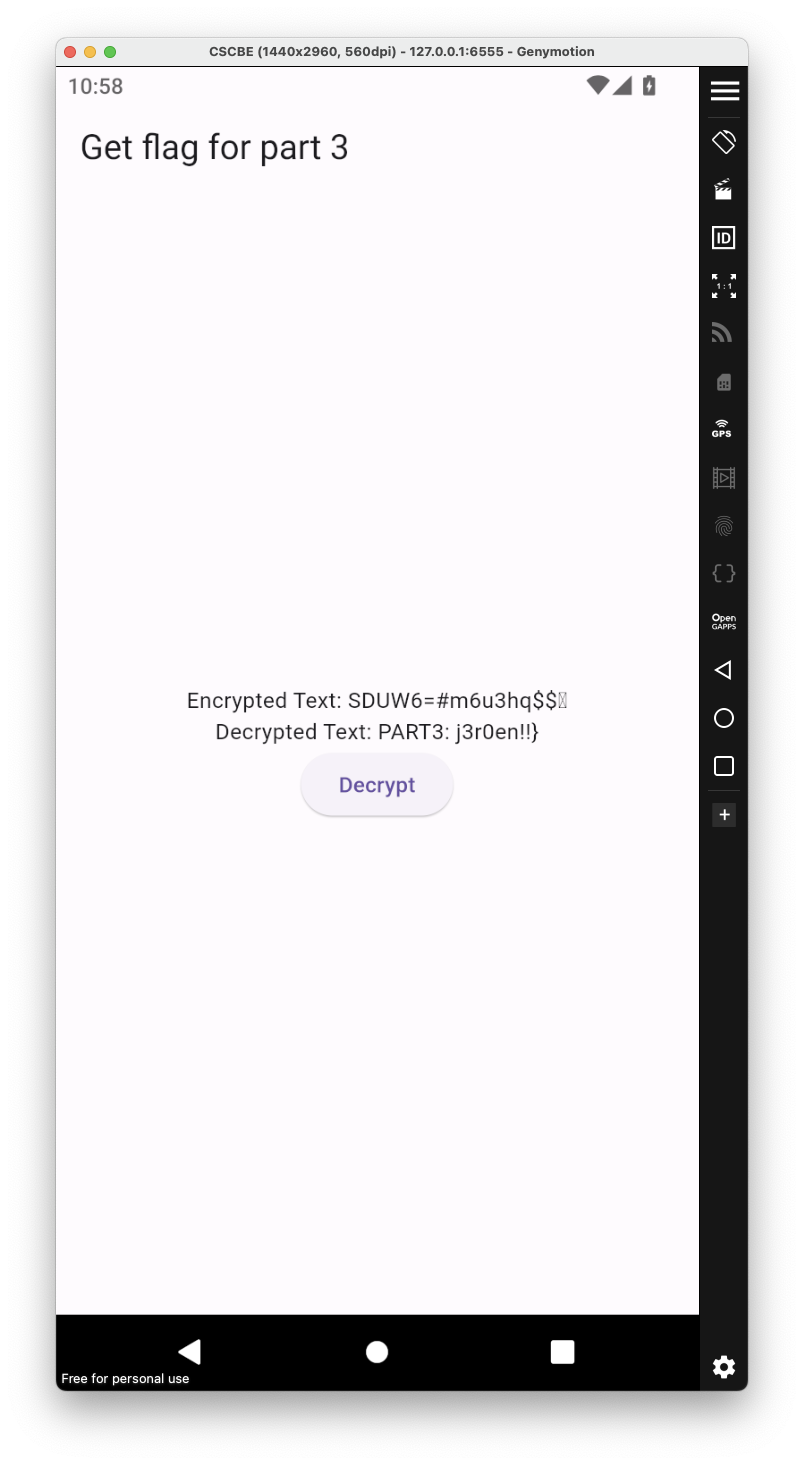 CSCBE (1440x2960, 560dpi) - 127.0.0.1:6555 - Genymotion
10:58
Get flag for part 3
ID
1:1
GPS
Open
GAPPS
Encrypted Text: SDUW6=#m6u3hq$$
Decrypted Text: PART3: j3r0en!!}
Decrypt
Free for personal use